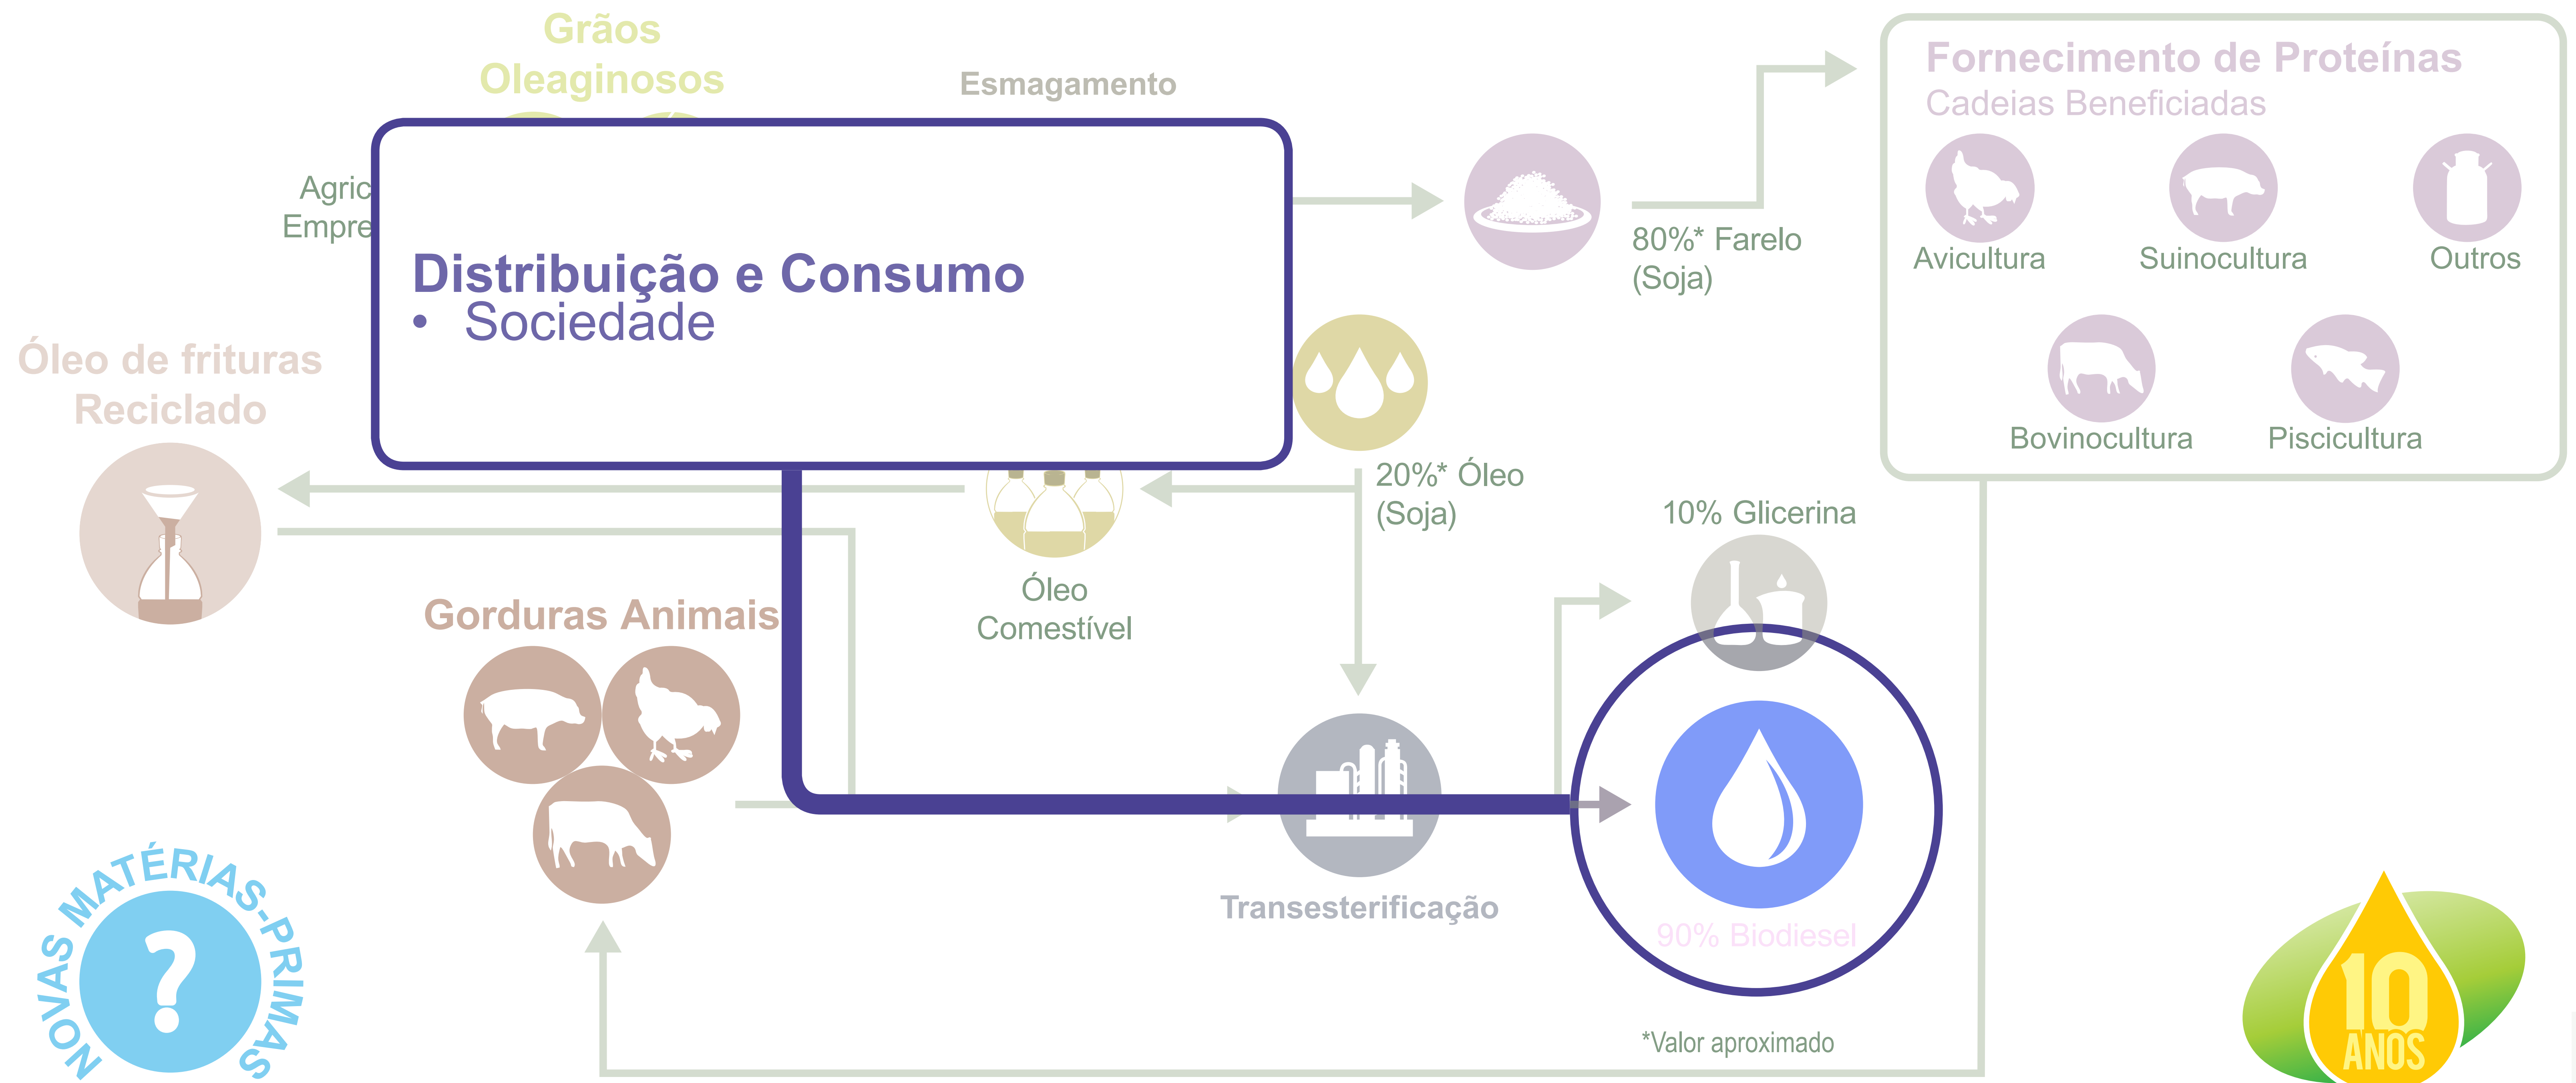 Grãos
Oleaginosos
Esmagamento
Agric
Empre
Distribuição e Consumo
• Sociedade
80%* Farelo
(Soja)
Fornecimento de Proteínas
Cadeias Beneficiadas
Avicultura
Suinocultura
Outros
Bovinocultura
Piscicultura
Óleo de frituras
Reciclado
20%* Óleo
(Soja)
10% Glicerina
Óleo
Comestível
Gorduras Animais
Transesterificação
90% Biodiesel
NOVAS MATÉRIAS-PRIMAS
?
*Valor aproximado
10
ANOS